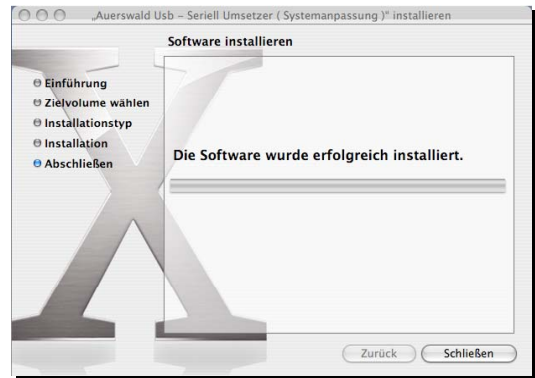 „Auerswald Usb – Seriell Umsetzer ( Systemanpassung )“ installieren
Software installieren
Einführung
Zielvolume wählen
Installationstyp
Installation
Abschließen
Die Software wurde erfolgreich installiert.
Zurück
Schließen